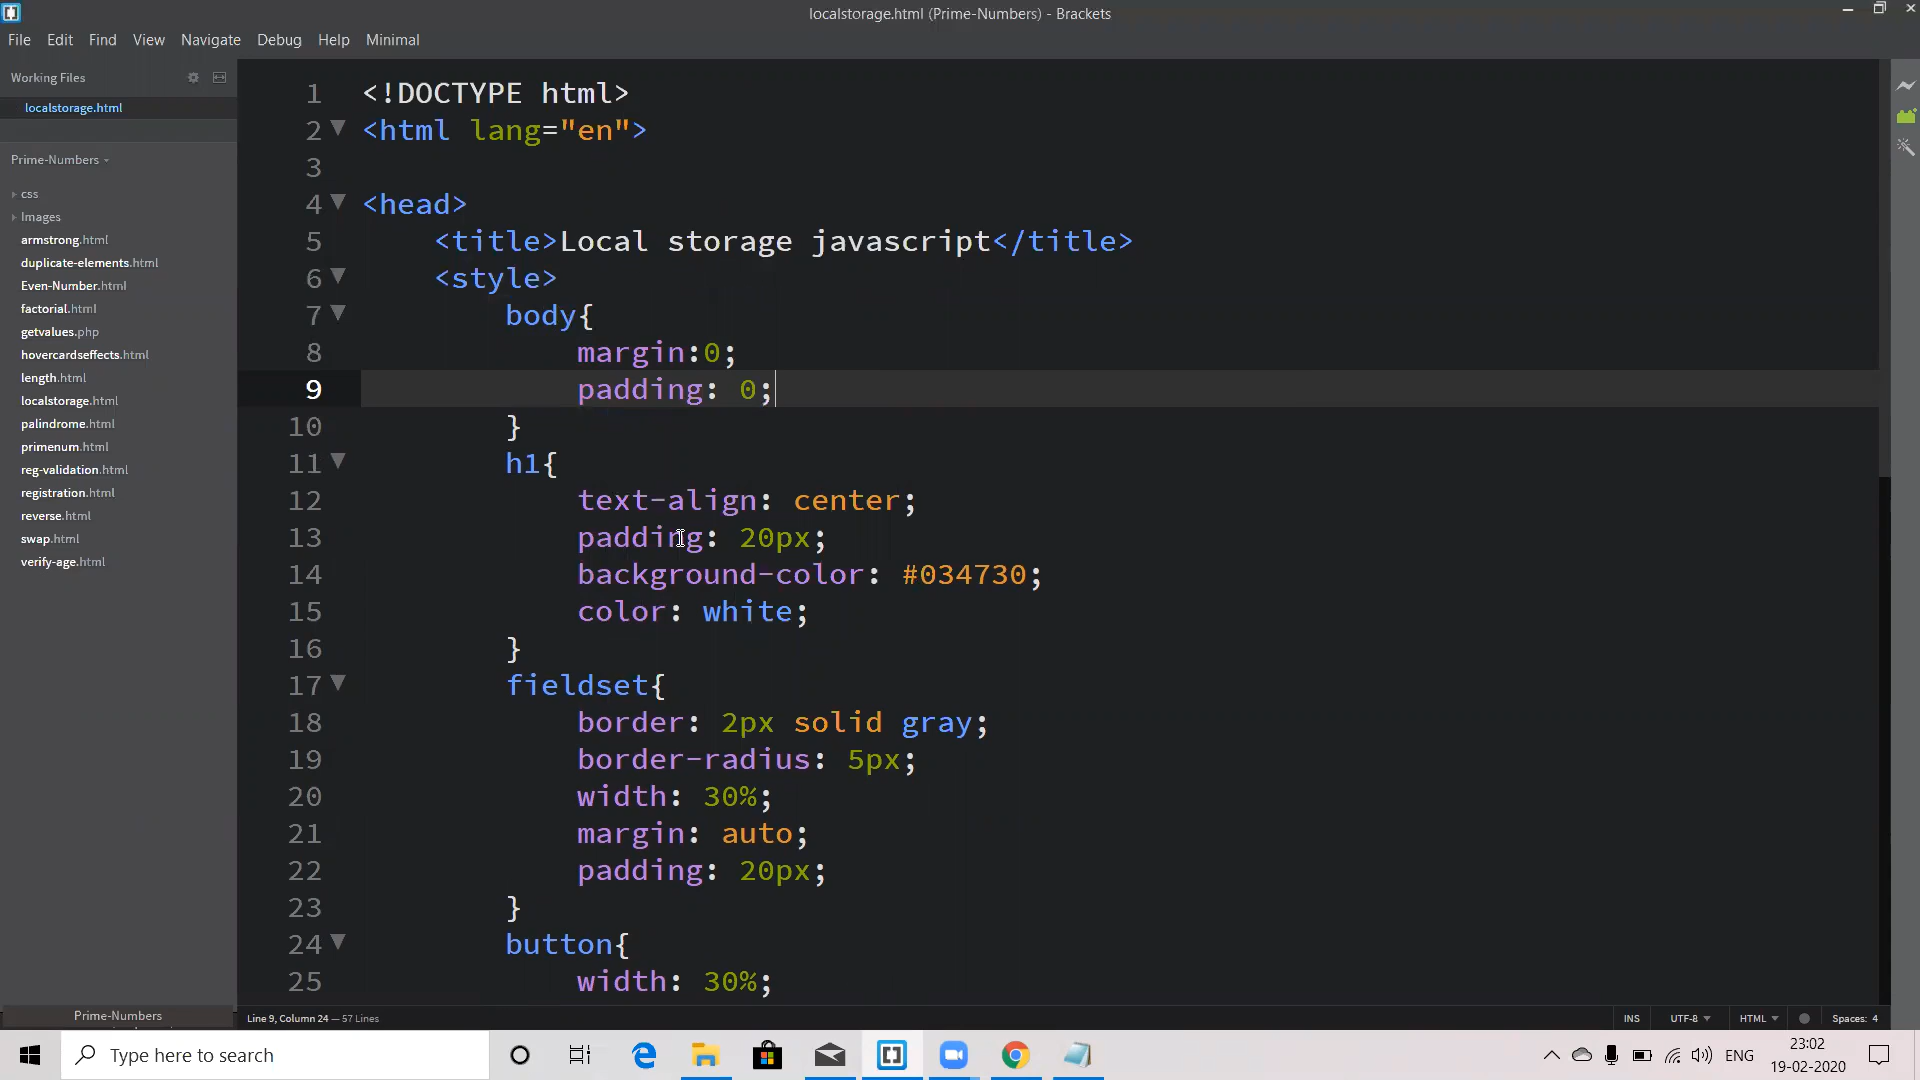 localstorage.html (Prime-Numbers) - Brackets
File Edit Find View Navigate Debug Help Minimal
Working Files
localstorage.html
Prime-Numbers
css
Images
armstrong.html
duplicate-elements.html
Even-Number.html
factorial.html
getvalues.php
hovercardseffects.html
length.html
localstorage.html
palindrome.html
primenum.html
reg-validation.html
registration.html
reverse.html
swap.html
verify-age.html
Prime-Numbers
1 <!DOCTYPE html>
2 <html lang="en">
3
4 <head>
5 <title>Local storage javascript</title>
6 <style>
7 body{
8 margin:0;
9 padding: 0;
10 }
11 h1{
12 text-align: center;
13 padding: 20px;
14 background-color: #034730;
15 color: white;
16 }
17 fieldset{
18 border: 2px solid gray;
19 border-radius: 5px;
20 width: 30%;
21 margin: auto;
22 padding: 20px;
23 }
24 button{
25 width: 30%;
Line 9, Column 24 — 57 Lines
INS UTF-8 HTML Spaces: 4
Type here to search
ENG
23:02
19-02-2020